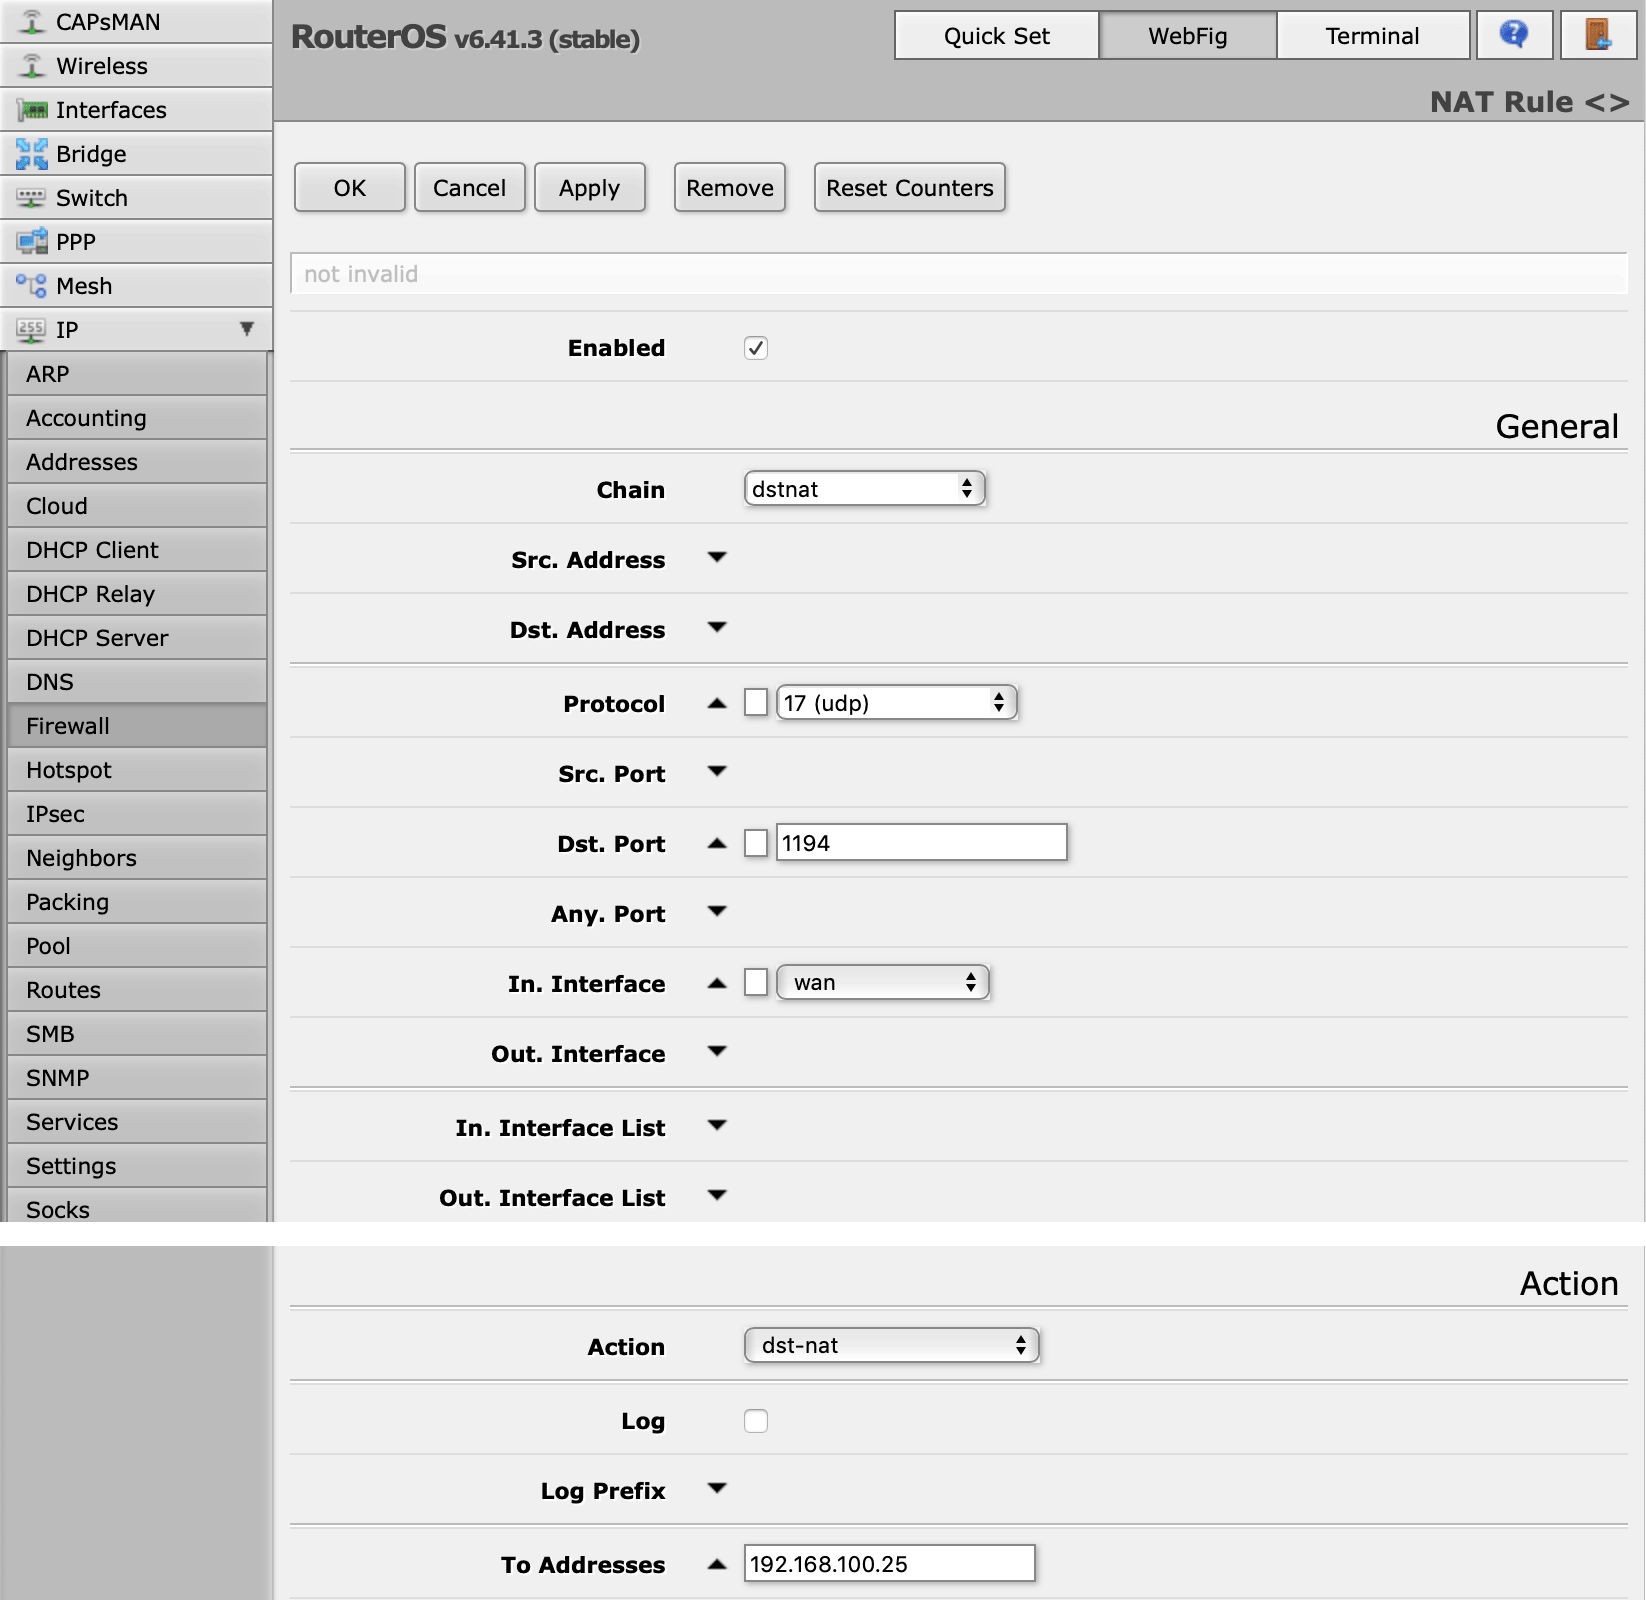 CAPsMAN
Wireless
Interfaces
Bridge
Switch
PPP
Mesh
255 IP
ARP
Accounting
Addresses
Cloud
DHCP Client
DHCP Relay
DHCP Server
DNS
Firewall
Hotspot
IPsec
Neighbors
Packing
Pool
Routes
SMB
SNMP
Services
Settings
Socks
RouterOS v6.41.3 (stable)
Quick Set WebFig Terminal ?
NAT Rule <>
OK Cancel Apply Remove Reset Counters
not invalid
Enabled
General
Chain dstnat
Src. Address
Dst. Address
Protocol 17 (udp)
Src. Port
Dst. Port 1194
Any. Port
In. Interface wan
Out. Interface
In. Interface List
Out. Interface List
Action
Action dst-nat
Log
Log Prefix
To Addresses 192.168.100.25